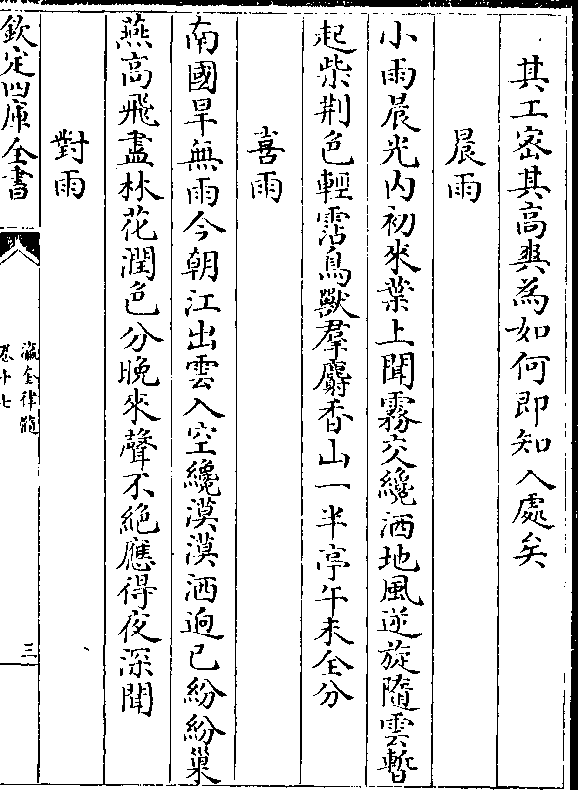 其工密其高爽為如何即知入處矣
晨雨
小雨晨光内初來葉上聞霧交纔洒地風逆旋隨雲暫
起柴荆色輕霑鳥獸羣麝香山一半亭午未全分
喜雨
南國旱無雨今朝江出雲入空纔漠漠洒迥已紛紛巢
燕高飛盡林花潤色分晚來聲不絶應得夜深聞
對雨
欽定四庫全書
瀛奎律髓
卷十七
三